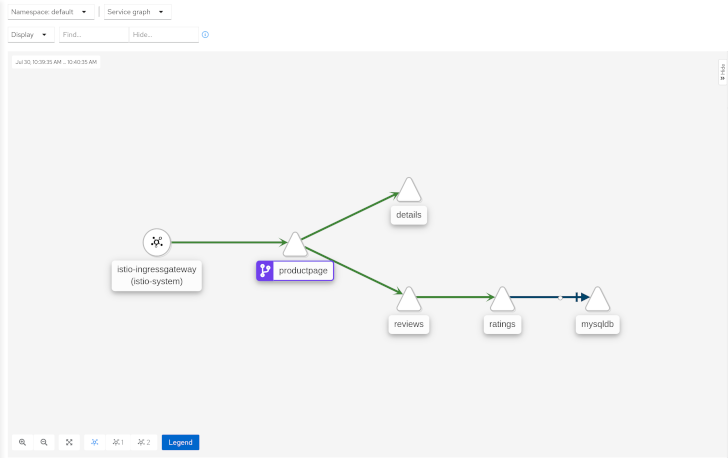 Namespace: default
Service graph
Display
Find...
Hide...
Jul 30, 10:39:35 AM ... 10:40:35 AM
Hide
details
istio-ingressgateway
(istio-system)
productpage
reviews
ratings
mysqldb
1
2
Legend